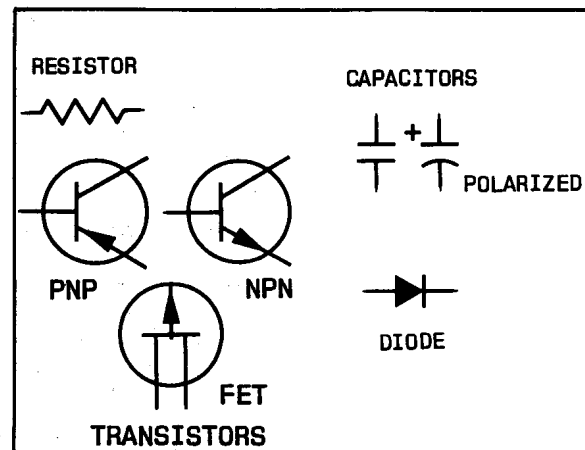 RESISTOR
CAPACITORS
+
POLARIZED
PNP
NPN
DIODE
FET
TRANSISTORS